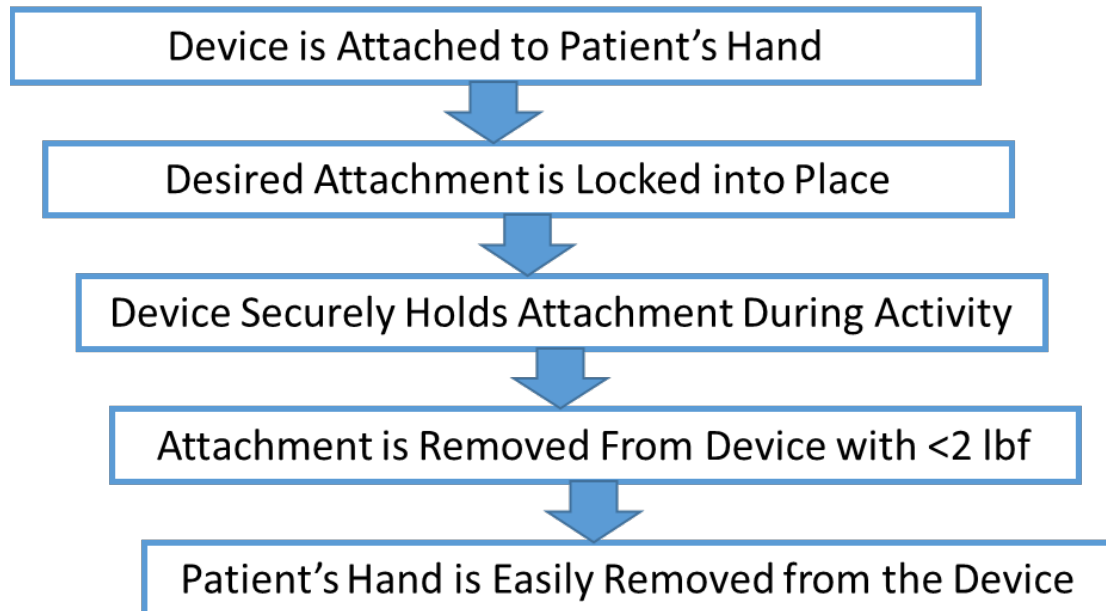 Device is Attached to Patient's Hand
Desired Attachment is Locked into Place
Device Securely Holds Attachment During Activity
Attachment is Removed From Device with <2 lbf
Patient's Hand is Easily Removed from the Device